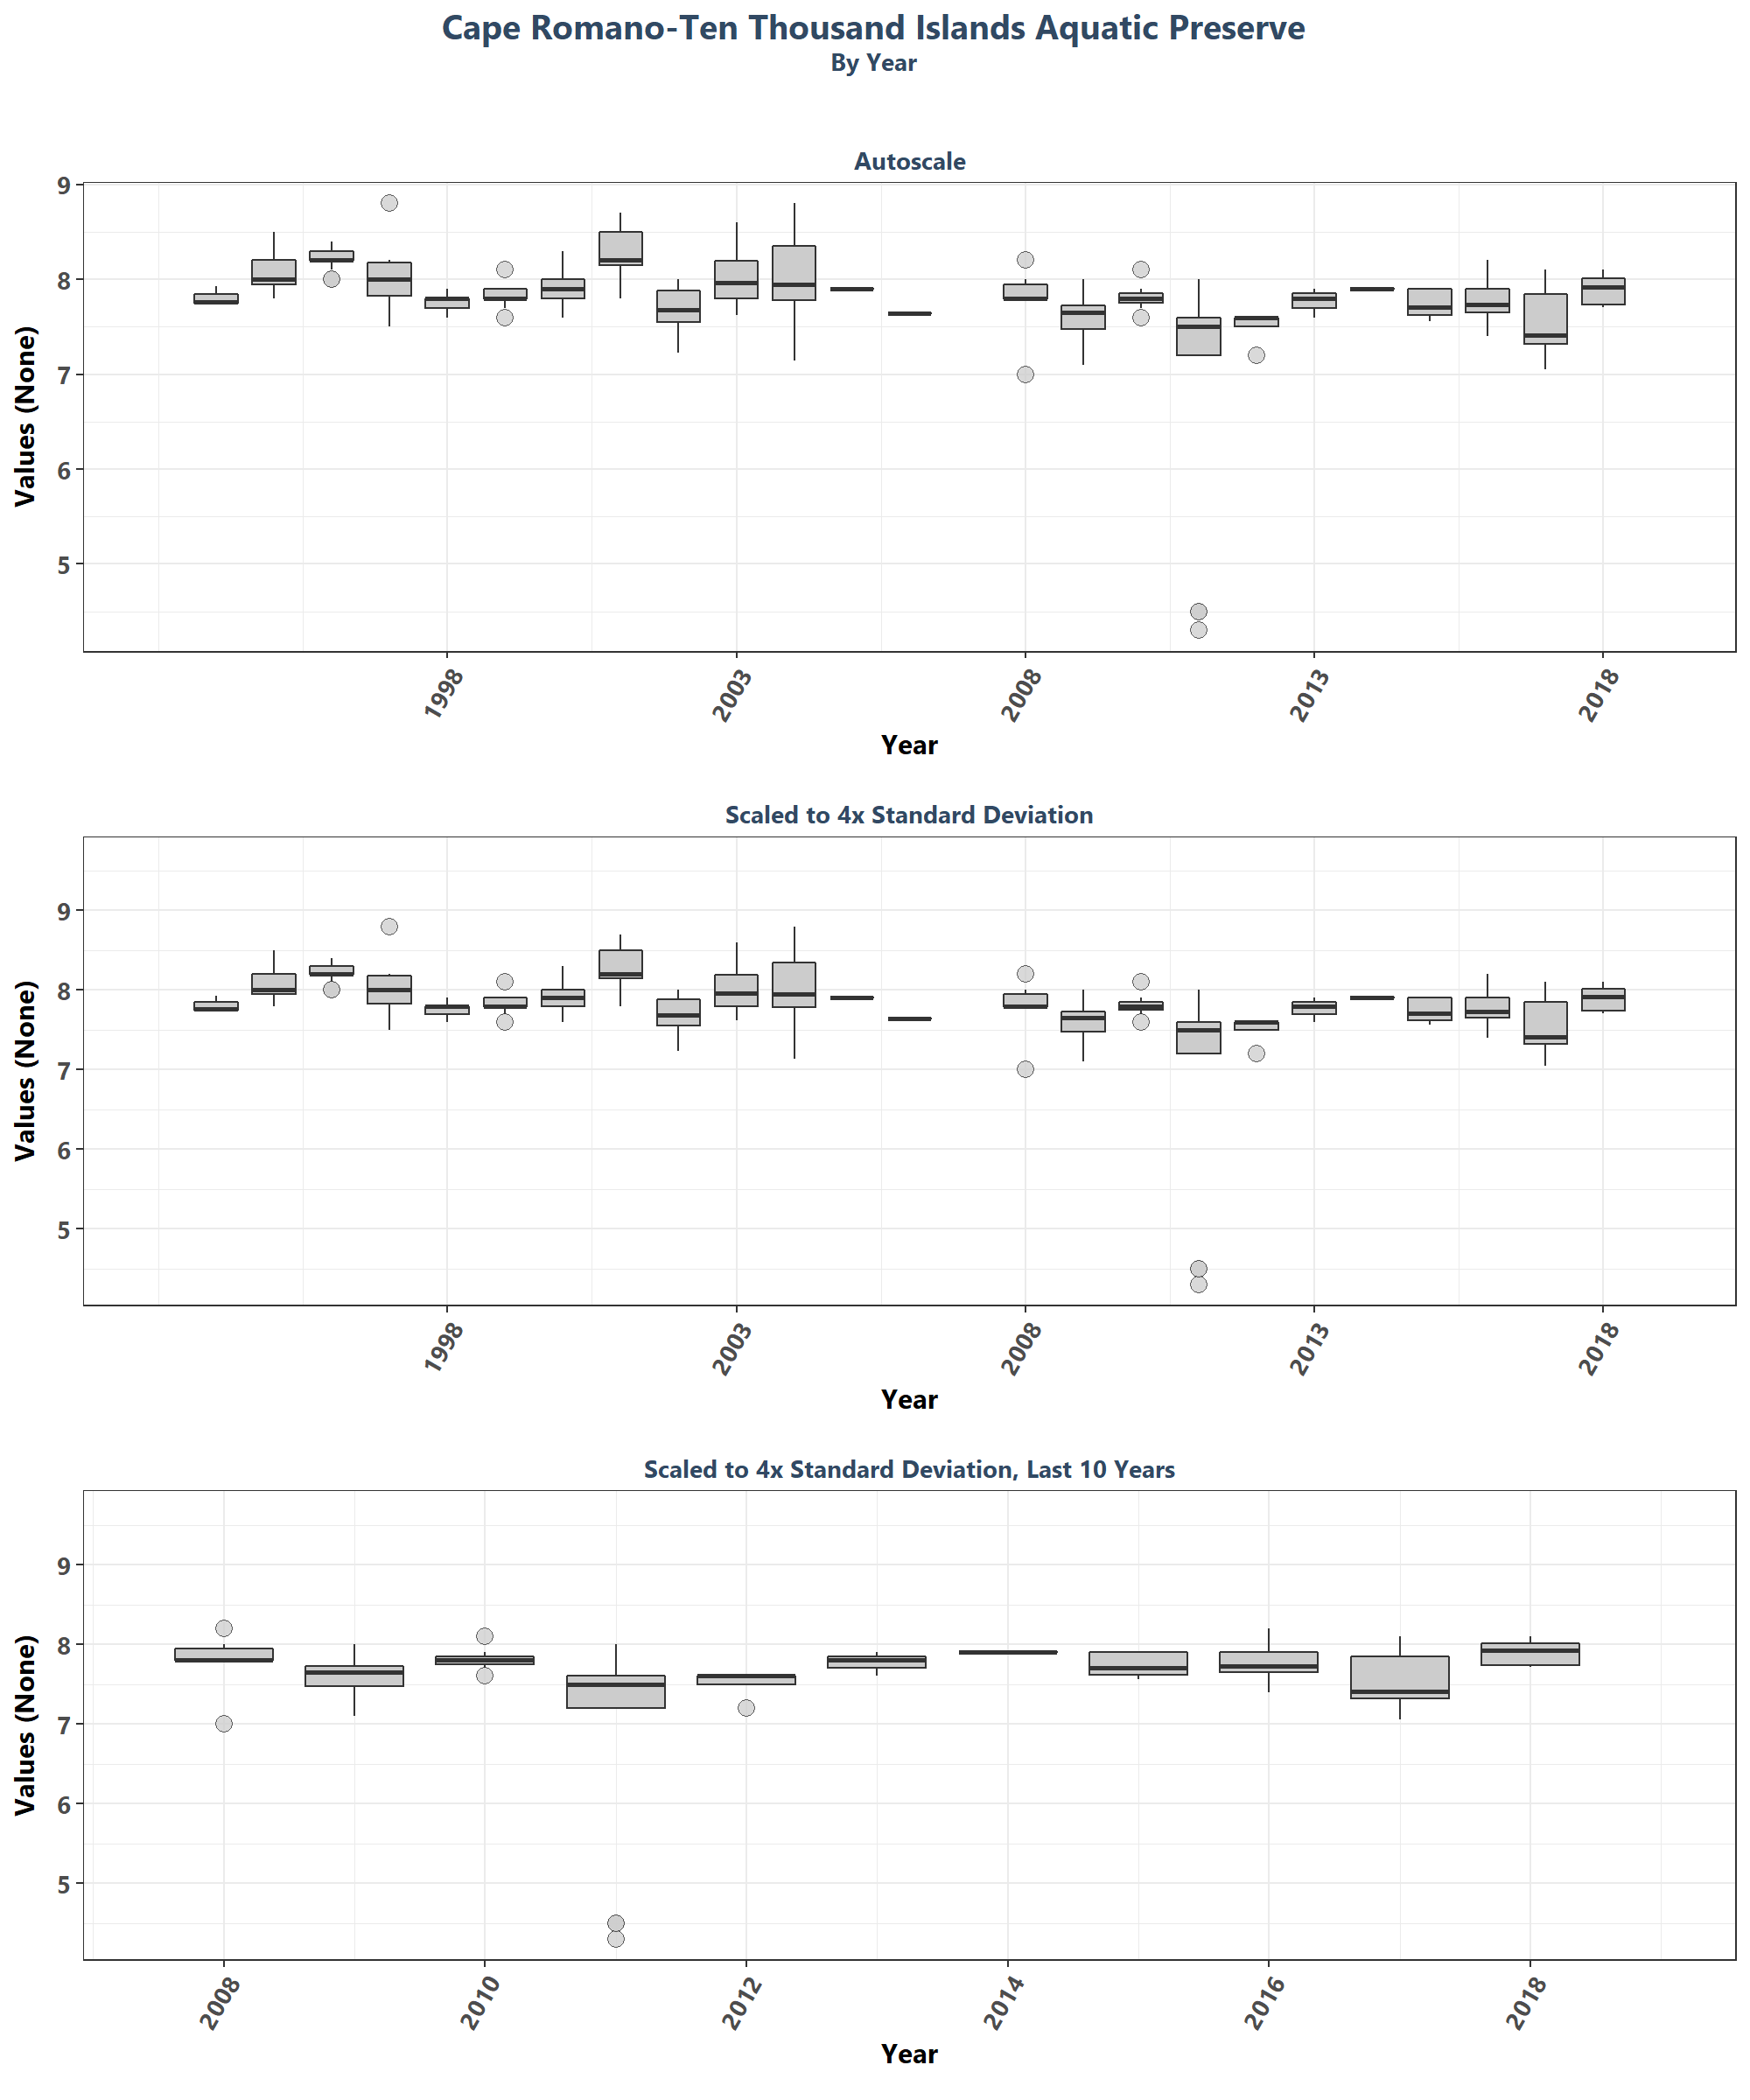 Cape Romano-Ten Thousand Islands Aquatic Preserve
By Year
Autoscale
Values (None)
9
8
7
6
5
1998 2003 2008 2013 2018
Year
Scaled to 4x Standard Deviation
Values (None)
9
8
7
6
5
1998 2003 2008 2013 2018
Year
Scaled to 4x Standard Deviation, Last 10 Years
Values (None)
9
8
7
6
5
2008 2010 2012 2014 2016 2018
Year